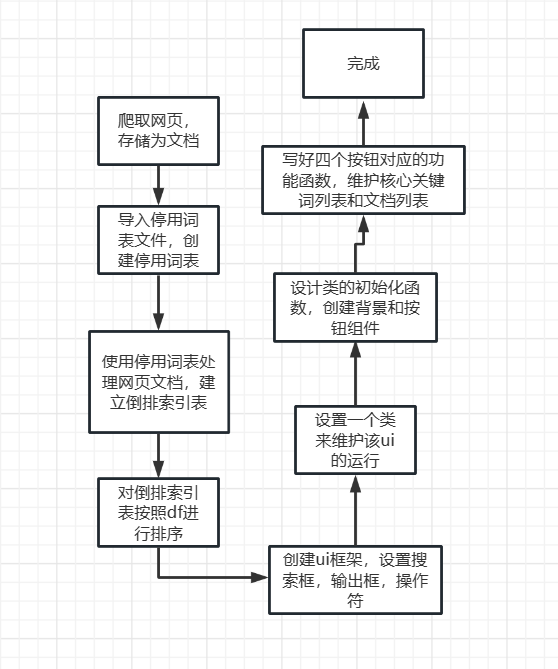 爬取网页，
存储为文档
导入停用词
表文件，创
建停用词表
使用停用词表处
理网页文档，建
立倒排索引表
对倒排索引
表按照df进
行排序
创建ui框架，设置搜
索框，输出框，操作
符
设置一个类
来维护该ui
的运行
设计类的初始化函
数，创建背景和按
钮组件
写好四个按钮对应的功
能函数，维护核心关键
词列表和文档列表
完成